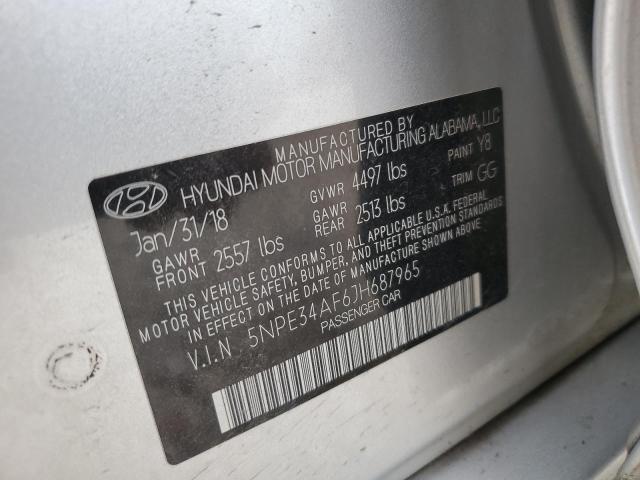 MANUFACTURED BY
HYUNDAI MOTOR MANUFACTURING ALABAMA, LLC
Jan/31/18 GVWR 4497 lbs PAINT Y8
GAWR FRONT 2557 lbs GAWR REAR 2513 lbs TRIM GG
THIS VEHICLE CONFORMS TO ALL APPLICABLE U.S.A. FEDERAL
MOTOR VEHICLE SAFETY, BUMPER, AND THEFT PREVENTION STANDARDS
IN EFFECT ON THE DATE OF MANUFACTURE SHOWN ABOVE.
V.I.N 5NPE34AF6JH687965
PASSENGER CAR